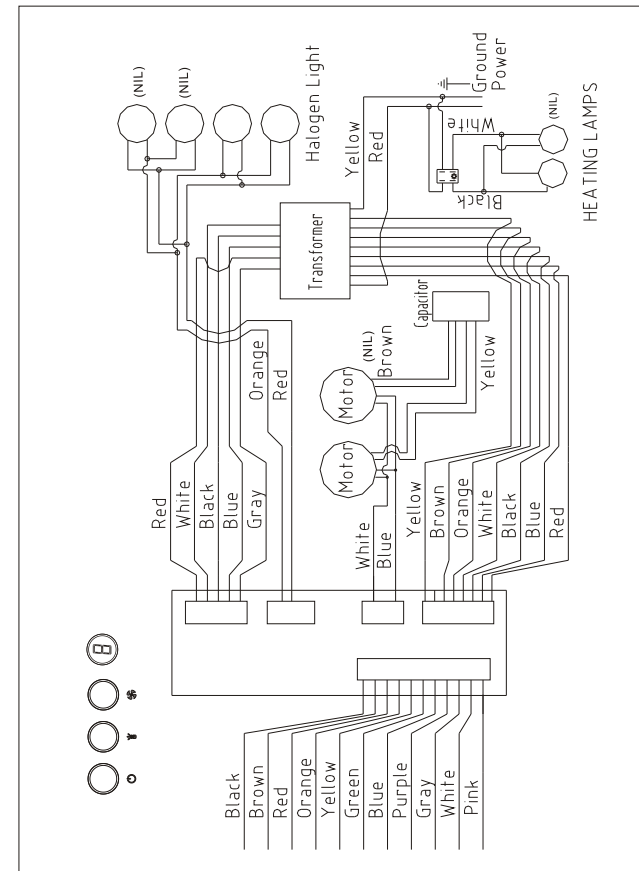 (NIL)
(NIL)
Halogen Light
Yellow
Red
Ground
Power
White
Black
(NIL)
HEATING LAMPS
Transformer
Capacitor
(NIL)
Brown
Yellow
Motor
Motor
Orange
Red
Red
White
Black
Blue
Gray
White
Blue
Yellow
Brown
Orange
White
Black
Blue
Red
8
Black
Brown
Red
Orange
Yellow
Green
Blue
Purple
Gray
White
Pink